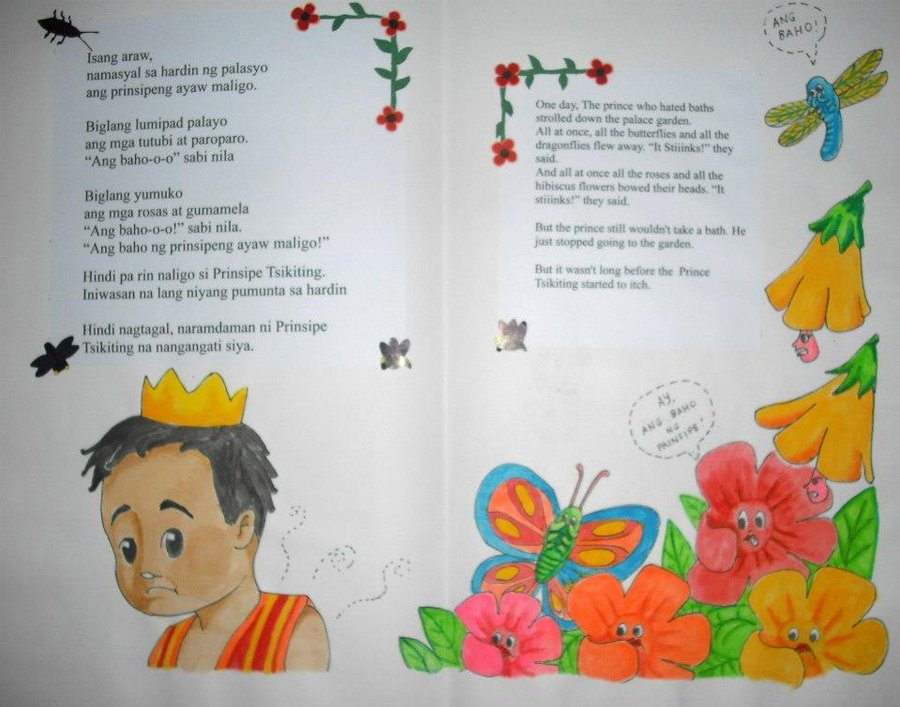 Isang araw,
namasyal sa hardin ng palasyo
ang prinsipeng ayaw maligo.
Biglang lumipad palayo
ang mga tutubi at paroparo.
“Ang baho-o-o” sabi nila
Biglang yumuko
ang mga rosas at gumamela
“Ang baho-o-o!” sabi nila.
“Ang baho ng prinsipeng ayaw maligo!”
Hindi pa rin naligo si Prinsipe Tsikiting.
Iniwasan na lang niyang pumunta sa hardin
Hindi nagtagal, naramdaman ni Prinsipe
Tsikiting na nangangati siya.
One day, The prince who hated baths
strolled down the palace garden.
All at once, all the butterflies and all the
dragonflies flew away. “It Stiiinks!” they
said.
And all at once all the roses and all the
hibiscus flowers bowed their heads. “It
stiiinks!” they said.
But the prince still wouldn't take a bath. He
just stopped going to the garden.
But it wasn't long before the Prince
Tsikiting started to itch.
ANG
BAHO!
AY,
ANG BAHO
NG
PRINSIPE!